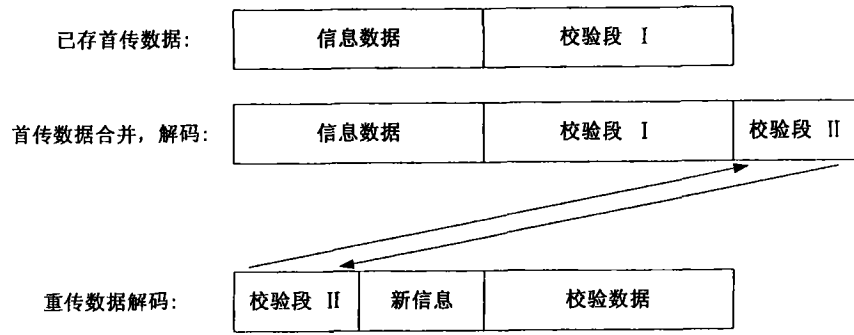 已存首传数据: 信息数据 校验段 I
首传数据合并, 解码: 信息数据 校验段 I 校验段 II
重传数据解码: 校验段 II 新信息 校验数据